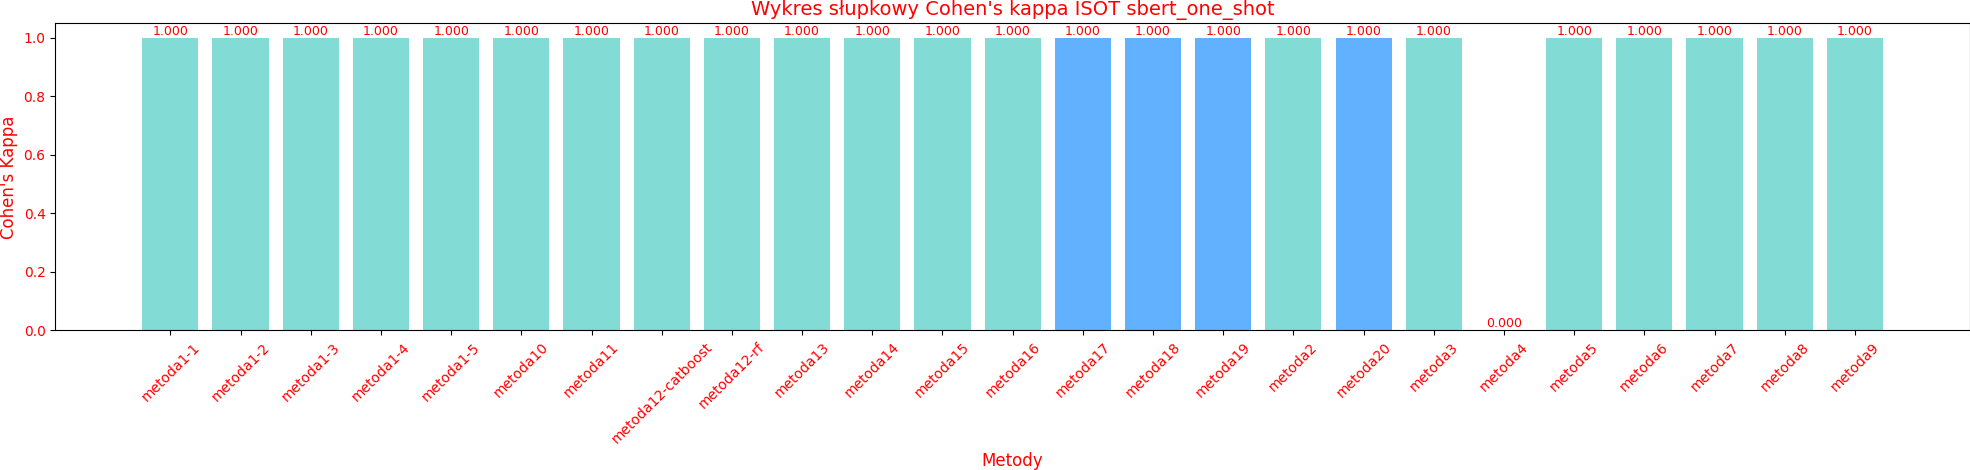 Wykres słupkowy Cohen's kappa ISOT sbert_one_shot
1.000 1.000 1.000 1.000 1.000 1.000 1.000 1.000 1.000 1.000 1.000 1.000 1.000 1.000 1.000 1.000 1.000 1.000 1.000 1.000 1.000 1.000 1.000 1.000
1.0
0.8
0.6
0.4
0.2
0.0
Cohen's Kappa
0.000
metoda1-1 metoda1-2 metoda1-3 metoda1-4 metoda1-5 metoda10 metoda11 metoda12-catboost metoda12-rf metoda13 metoda14 metoda15 metoda16 metoda17 metoda18 metoda19 metoda2 metoda20 metoda3 metoda4 metoda5 metoda6 metoda7 metoda8 metoda9
Metody